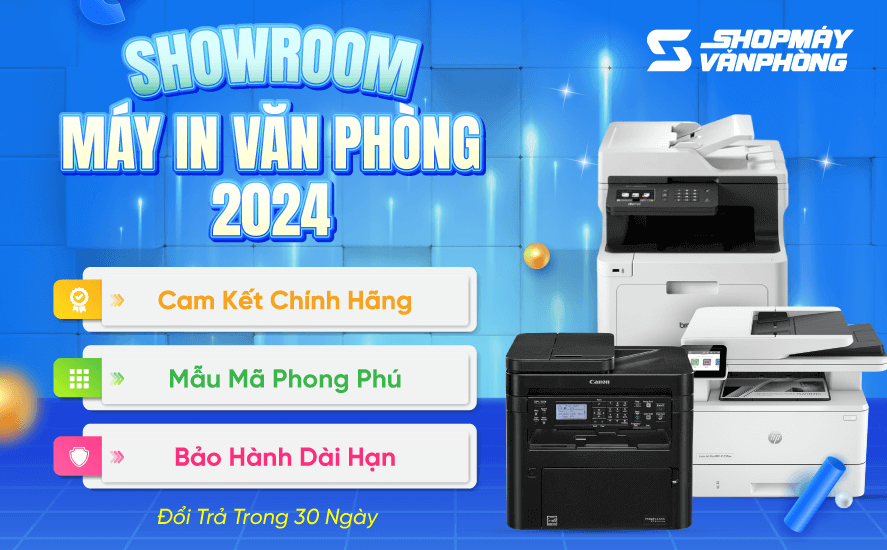 SHOWROOM
MÁY IN VĂN PHÒNG
2024
SHOPMÁY
VĂNPHÒNG
Cam Kết Chính Hãng
Mẫu Mã Phong Phú
Bảo Hành Dài Hạn
Đổi Trả Trong 30 Ngày
Canon
hp